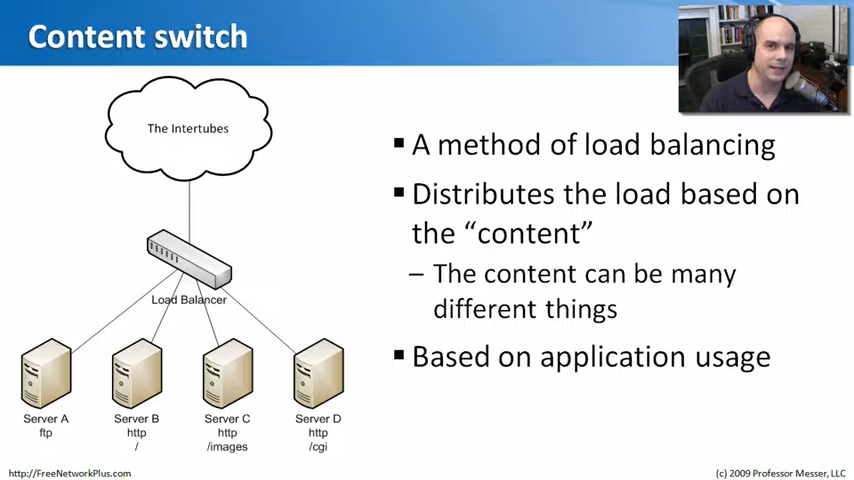 Content switch
The Intertubes
Load Balancer
Server A
ftp
Server B
http
/
Server C
http
/images
Server D
http
/cgi
▪ A method of load balancing
▪ Distributes the load based on
the “content”
– The content can be many
different things
▪ Based on application usage
http://FreeNetworkPlus.com
(c) 2009 Professor Messer, LLC